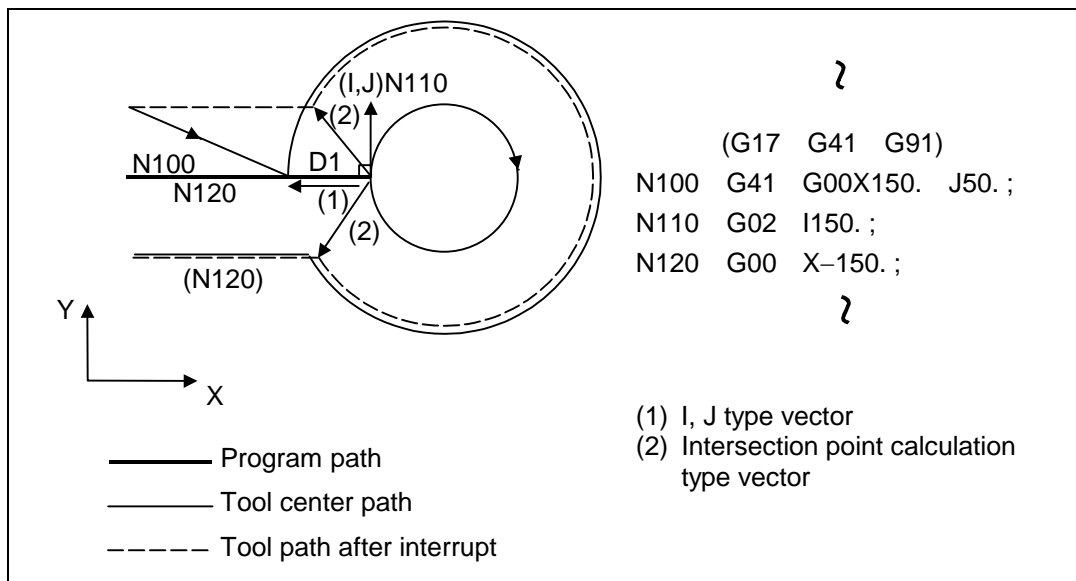 (I,J)N110
(2)
N100
D1
N120
(1)
(2)
(N120)
Y
X
Program path
Tool center path
Tool path after interrupt
(G17 G41 G91)
N100 G41 G00X150. J50. ;
N110 G02 I150. ;
N120 G00 X−150. ;
(1) I, J type vector
(2) Intersection point calculation
type vector